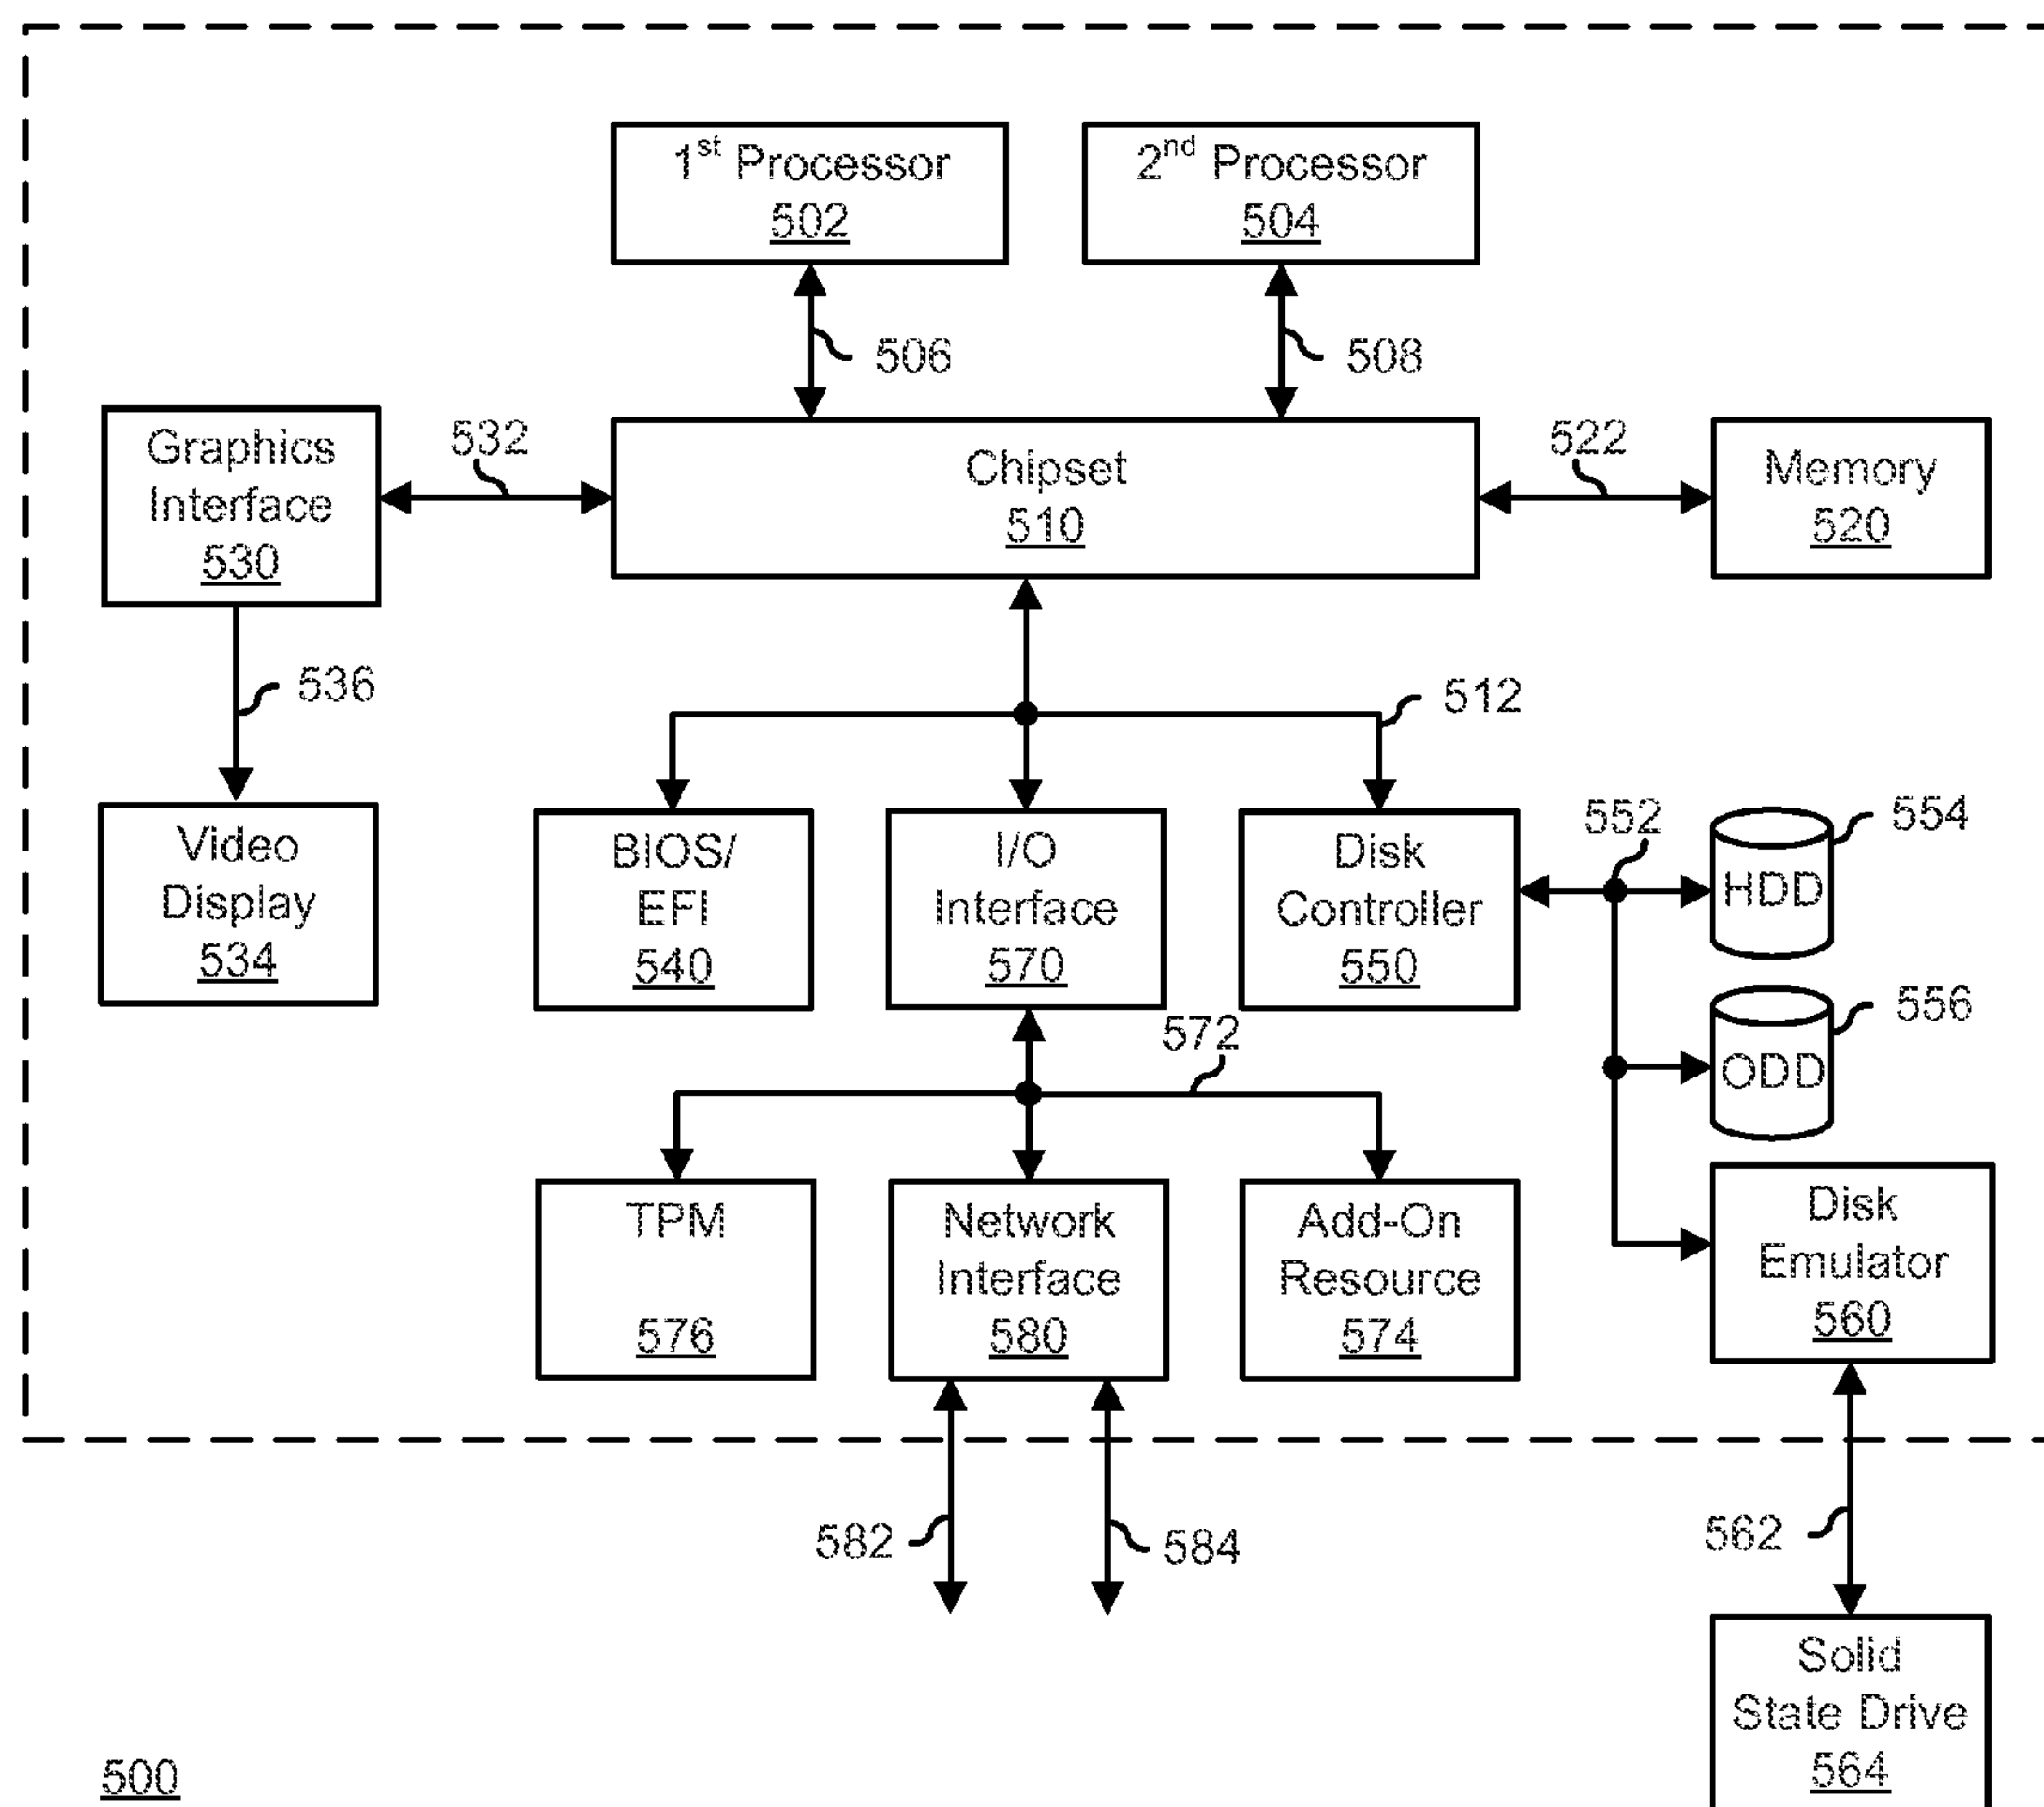 1st Processor
502
2nd Processor
504
506
508
Graphics
Interface
530
532
Chipset
510
522
Memory
520
536
512
Video
Display
534
BIOS/
EFI
540
I/O
Interface
570
Disk
Controller
550
552
HDD
554
ODD
556
572
TPM
576
Network
Interface
580
Add-On
Resource
574
Disk
Emulator
560
582
584
562
Solid
State Drive
564
500